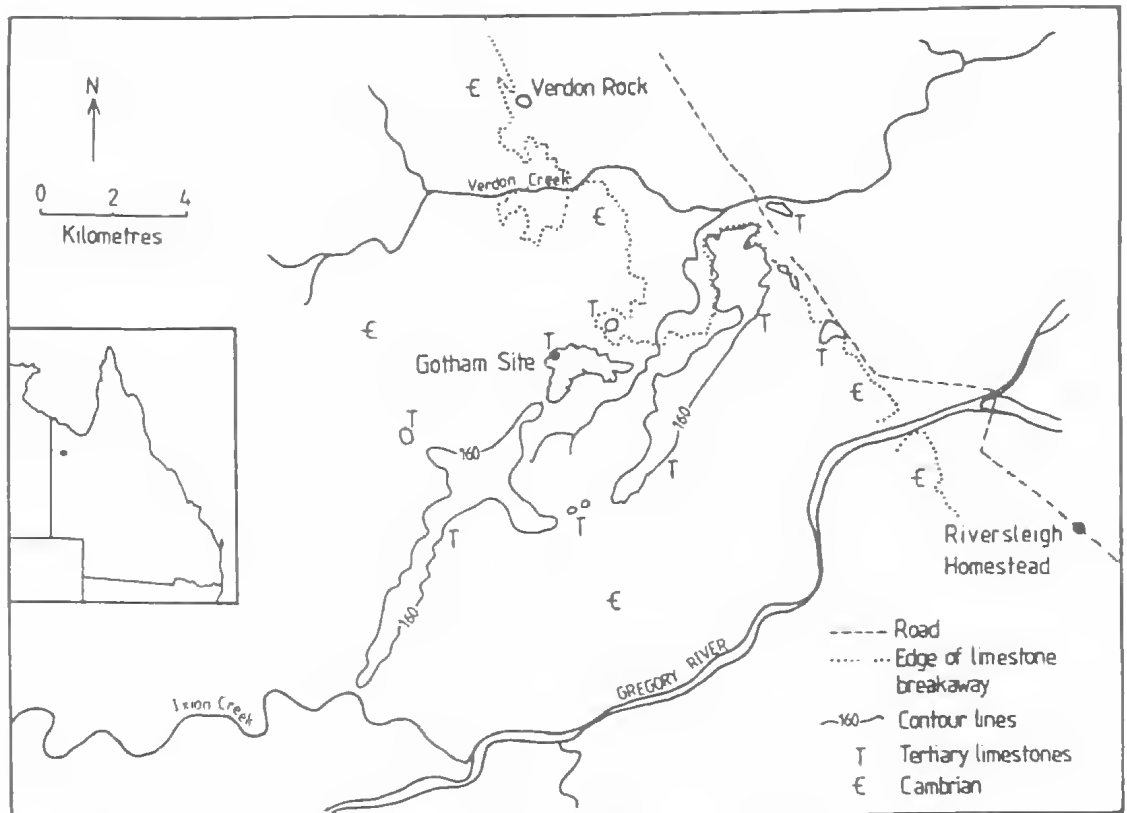 N
0 2 4
Kilometres
Є
Verdon Rock
Verdon Creek
Є
T
T
T
Є
T
Gotham Site
T
Є
T
160
160
T
T
T
Є
160
Є
Riversleigh
Homestead
GREGORY RIVER
Ixion Creek
Road
Edge of limestone
breakaway
160 Contour lines
T Tertiary limestones
Є Cambrian